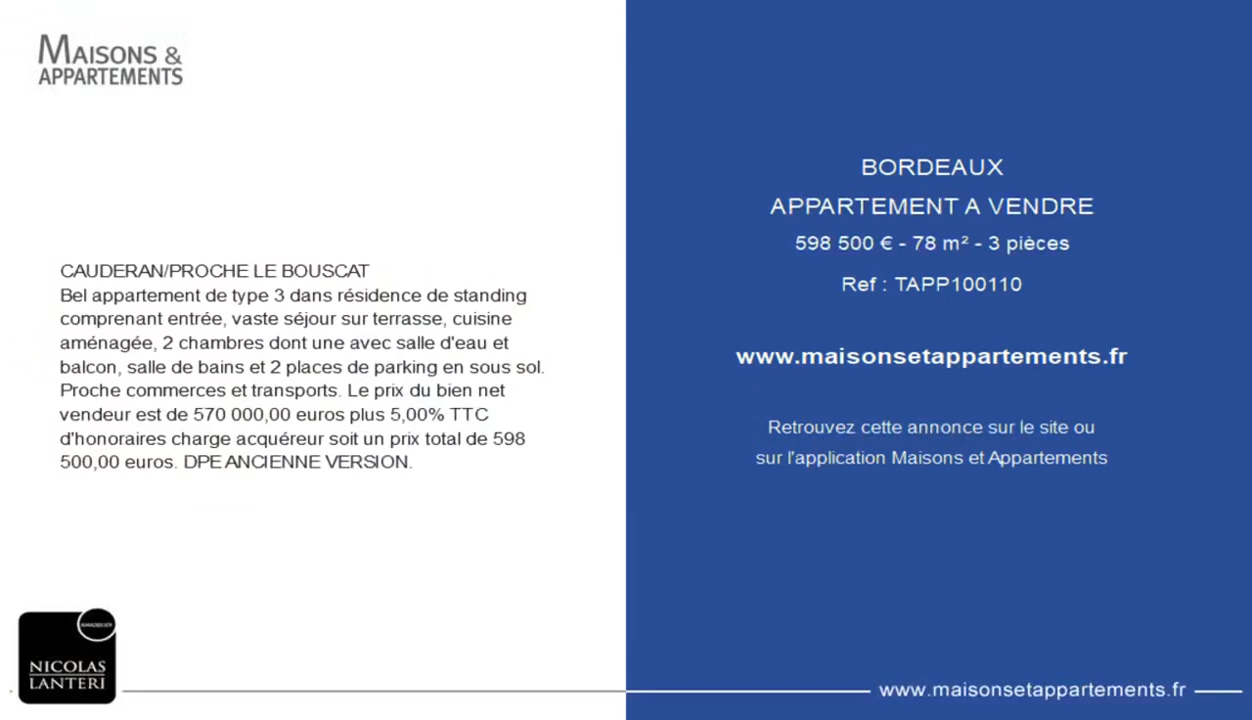 MAISONS &
APPARTEMENTS
CAUDERAN/PROCHE LE BOUSCAT
Bel appartement de type 3 dans résidence de standing
comprenant entrée, vaste séjour sur terrasse, cuisine
aménagée, 2 chambres dont une avec salle d'eau et
balcon, salle de bains et 2 places de parking en sous sol.
Proche commerces et transports. Le prix du bien net
vendeur est de 570 000,00 euros plus 5,00% TTC
d'honoraires charge acquéreur soit un prix total de 598
500,00 euros. DPE ANCIENNE VERSION.
NICOLAS
LANTERI
BORDEAUX
APPARTEMENT A VENDRE
598 500 € - 78 m² - 3 pièces
Ref : TAPP100110
www.maisonsetappartements.fr
Retrouvez cette annonce sur le site ou
sur l'application Maisons et Appartements
www.maisonsetappartements.fr